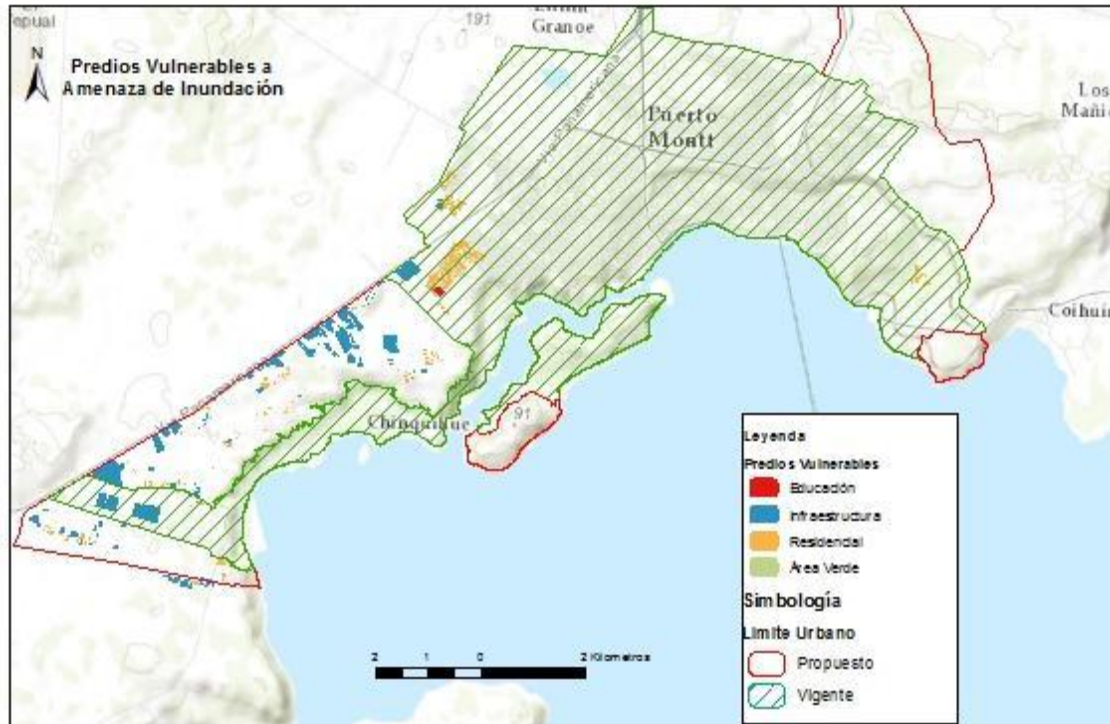 epual
191
Granoe
N
Predios Vulnerables a
Amenaza de Inundación
Los
Puerto
Montt
Coihuin
Chinquihue
91
Leyenda
Predios Vulnerables
Educación
Infraestructura
Residencial
Área Verde
Simbología
Limite Urbano
Propuesto
Vigente
2 1 0 2 Kilometros